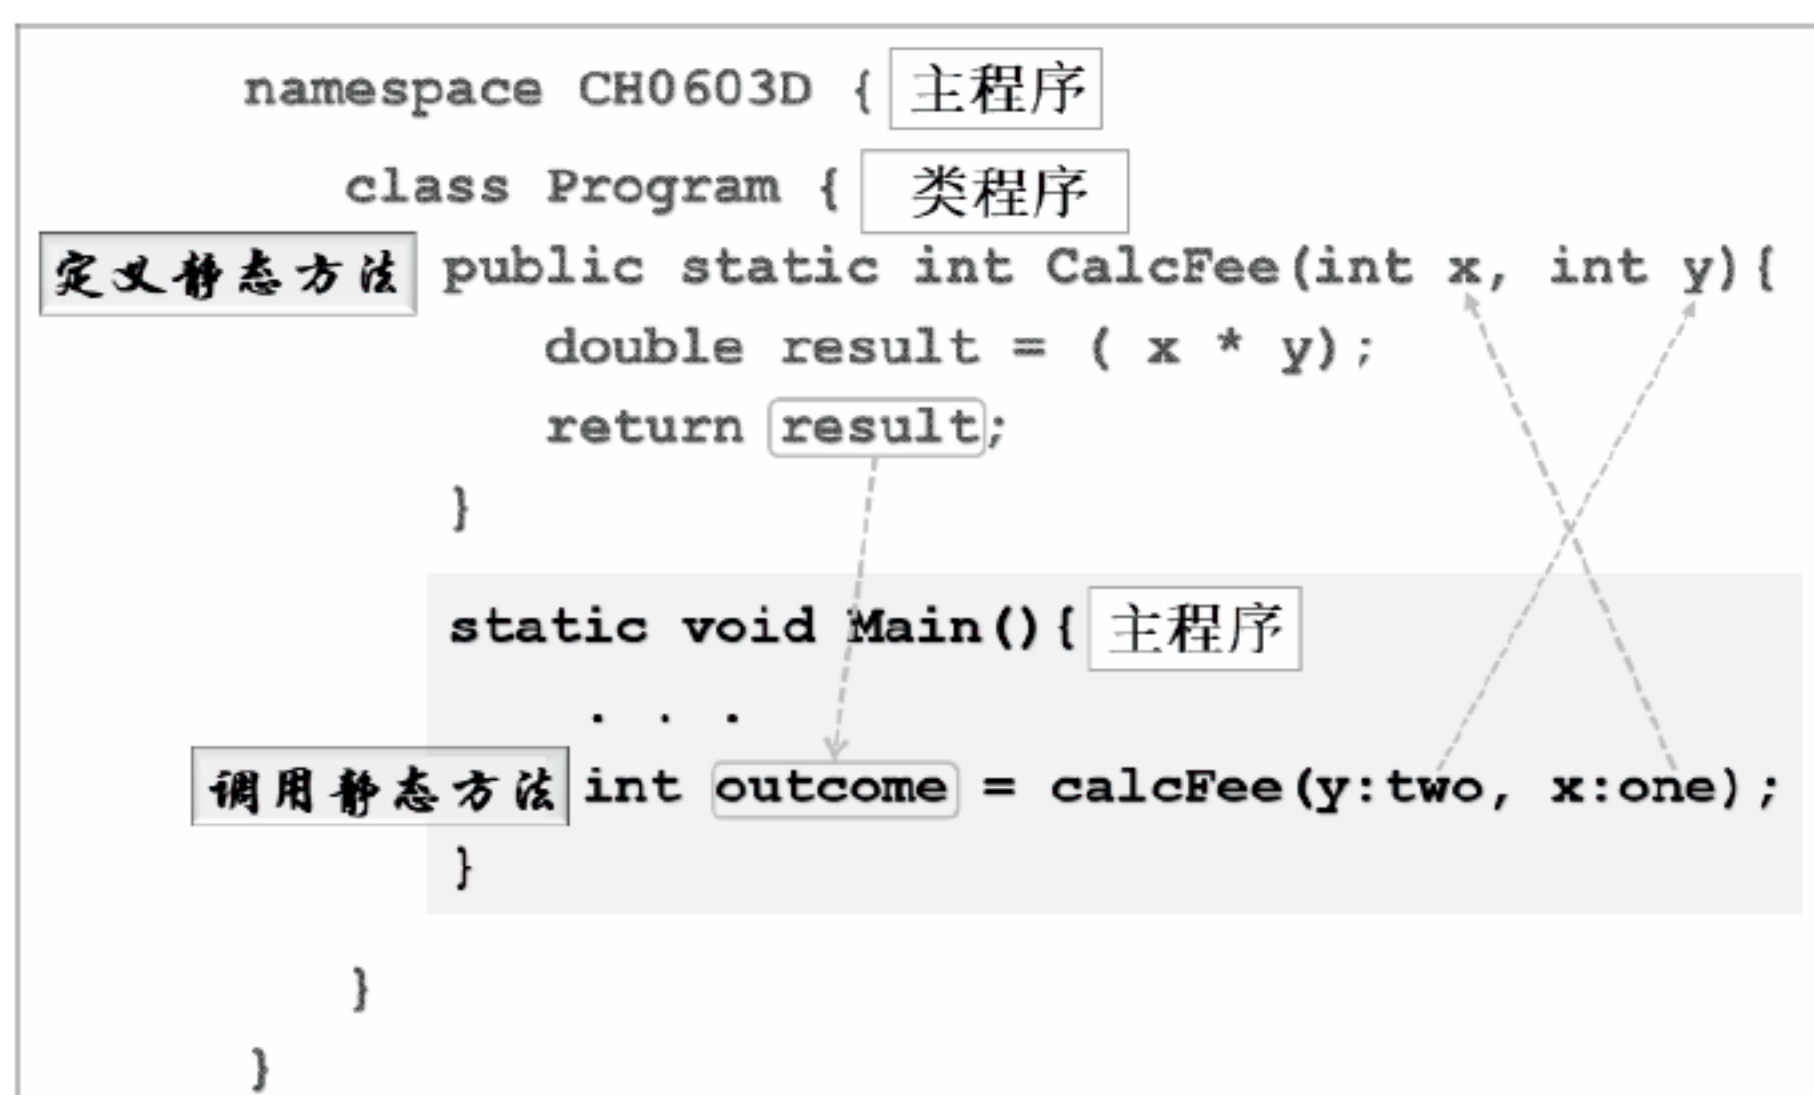 namespace CH0603D { 主程序
class Program { 类程序
定义静态方法 public static int CalcFee(int x, int y){
double result = ( x * y);
return result;
}
static void Main(){ 主程序
. . .
调用静态方法 int outcome = calcFee(y:two, x:one);
}
}
}